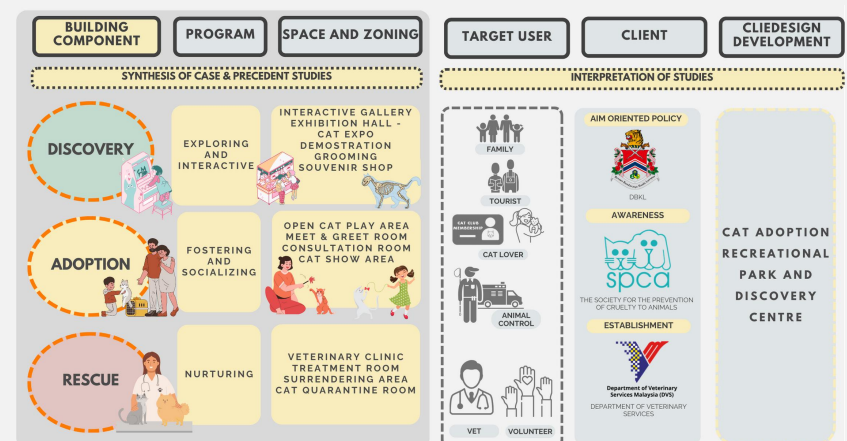 BUILDING
COMPONENT
PROGRAM
SPACE AND ZONING
TARGET USER
CLIENT
CLIEDESIGN
DEVELOPMENT
SYNTHESIS OF CASE & PRECEDENT STUDIES
INTERPRETATION OF STUDIES
DISCOVERY
EXPLORING
AND
INTERACTIVE
INTERACTIVE GALLERY
EXHIBITION HALL -
CAT EXPO
DEMOSTRATION
GROOMING
SOUVENIR SHOP
ADOPTION
FOSTERING
AND
SOCIALIZING
OPEN CAT PLAY AREA
MEET & GREET ROOM
CONSULTATION ROOM
CAT SHOW AREA
RESCUE
NURTURING
VETERINARY CLINIC
TREATMENT ROOM
SURRENDERING AREA
CAT QUARANTINE ROOM
FAMILY
TOURIST
CAT CLUB
MEMBERSHIP
CAT LOVER
ANIMAL
CONTROL
VET
VOLUNTEER
AIM ORIENTED POLICY
DBKL
AWARENESS
spca
THE SOCIETY FOR THE PREVENTION
OF CRUELTY TO ANIMALS
ESTABLISHMENT
Department of Veterinary
Services Malaysia (DVS)
DEPARTMENT OF VETERINARY
SERVICES
CAT ADOPTION
RECREATIONAL
PARK AND
DISCOVERY
CENTRE